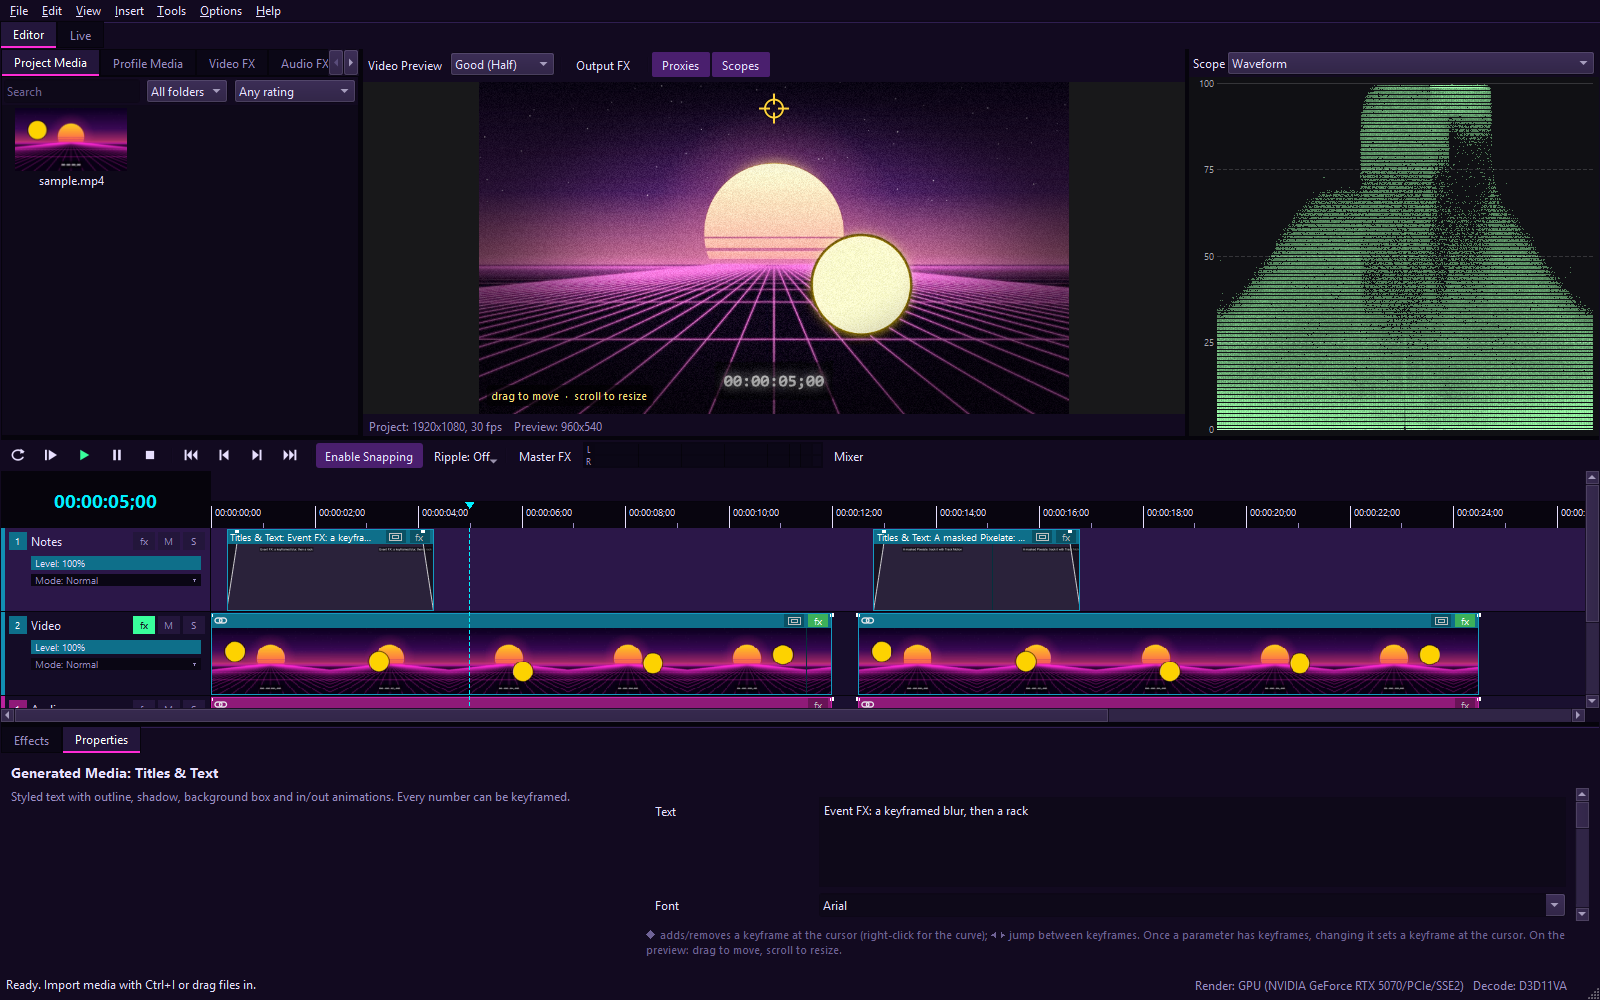 File Edit View Insert Tools Options Help
Editor Live
Project Media Profile Media Video FX Audio FX
Search All folders Any rating
sample.mp4
Video Preview Good (Half) Output FX Proxies Scopes
00:00:05;00
drag to move · scroll to resize
Project: 1920x1080, 30 fps Preview: 960x540
Scope Waveform
100
75
50
25
0
Enable Snapping Ripple: Off Master FX L R Mixer
00:00:05;00
00:00:00;00 00:00:02;00 00:00:04;00 00:00:06;00 00:00:08;00 00:00:10;00 00:00:12;00 00:00:14;00 00:00:16;00 00:00:18;00 00:00:20;00 00:00:22;00 00:00:24;00 00:00:
1 Notes fx M S
Level: 100%
Mode: Normal
Titles & Text: Event FX: a keyfra... fx
Titles & Text: A masked Pixelate: ... fx
2 Video fx M S
Level: 100%
Mode: Normal
fx fx
fx fx
Effects Properties
Generated Media: Titles & Text
Styled text with outline, shadow, background box and in/out animations. Every number can be keyframed.
Text Event FX: a keyframed blur, then a rack
Font Arial
◆ adds/removes a keyframe at the cursor (right-click for the curve); ◂ ▸ jump between keyframes. Once a parameter has keyframes, changing it sets a keyframe at the cursor. On the
preview: drag to move, scroll to resize.
Ready. Import media with Ctrl+I or drag files in.
Render: GPU (NVIDIA GeForce RTX 5070/PCIe/SSE2) Decode: D3D11VA